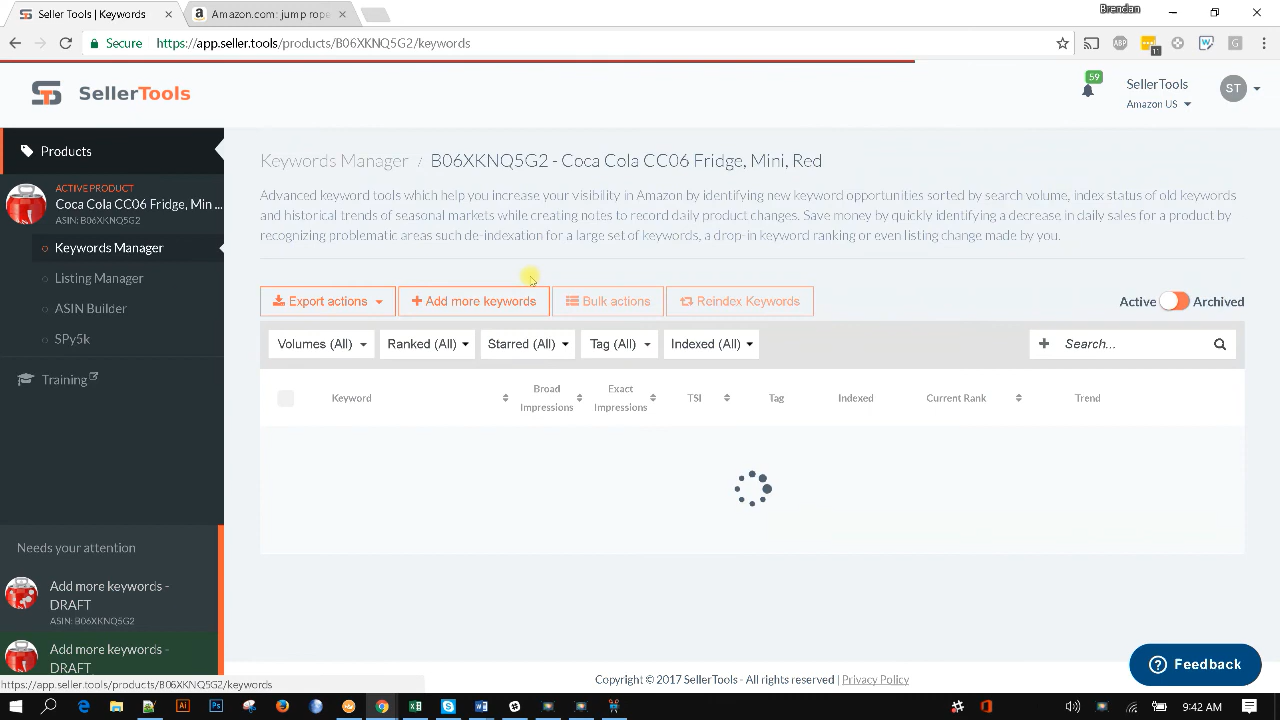 Brendan
Seller Tools | Keywords
Amazon.com: jump rope
Secure
https://app.seller.tools/products/B06XKNQ5G2/keywords
ABP
SellerTools
59
SellerTools
Amazon US
ST
Products
ACTIVE PRODUCT
Coca Cola CC06 Fridge, Min ...
ASIN: B06XKNQ5G2
Keywords Manager
Listing Manager
ASIN Builder
SPy5k
Training
Needs your attention
Add more keywords -
DRAFT
ASIN: B06XKNQ5G2
Add more keywords -
DRAFT
Keywords Manager / B06XKNQ5G2 - Coca Cola CC06 Fridge, Mini, Red
Advanced keyword tools which help you increase your visibility in Amazon by identifying new keyword opportunities sorted by search volume, index status of old keywords
and historical trends of seasonal markets while creating notes to record daily product changes. Save money by quickly identifying a decrease in daily sales for a product by
recognizing problematic areas such de-indexation for a large set of keywords, a drop-in keyword ranking or even listing change made by you.
Export actions
Add more keywords
Bulk actions
Reindex Keywords
Active
Archived
Volumes (All)
Ranked (All)
Starred (All)
Tag (All)
Indexed (All)
Search...
Keyword
Broad
Impressions
Exact
Impressions
TSI
Tag
Indexed
Current Rank
Trend
Copyright © 2017 SellerTools - All rights reserved | Privacy Policy
Feedback
https://app.seller.tools/products/B06XKNQ5G2/keywords
9:42 AM